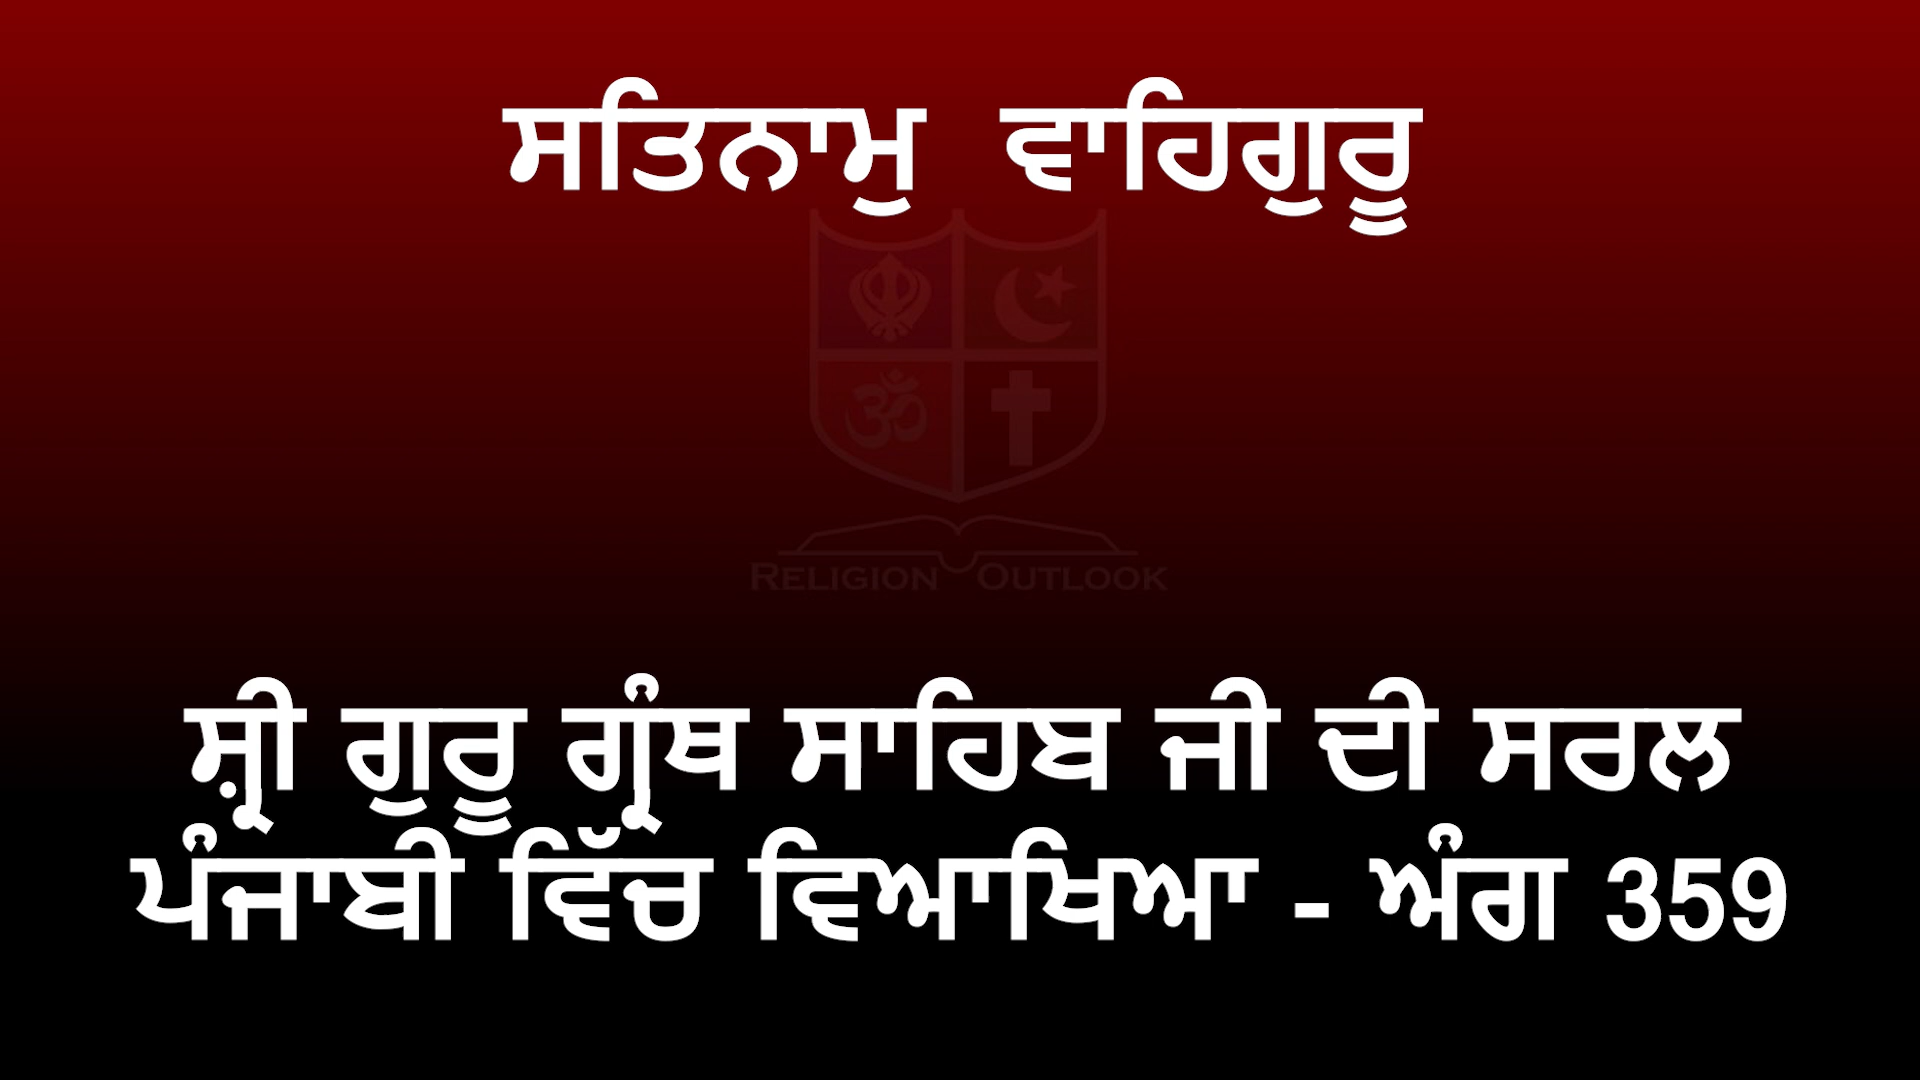 ਸਤਿਨਾਮੁ ਵਾਹਿਗੁਰੂ
RELIGION OUTLOOK
ਸ਼੍ਰੀ ਗੁਰੂ ਗ੍ਰੰਥ ਸਾਹਿਬ ਜੀ ਦੀ ਸਰਲ
ਪੰਜਾਬੀ ਵਿੱਚ ਵਿਆਖਿਆ - ਅੰਗ 359